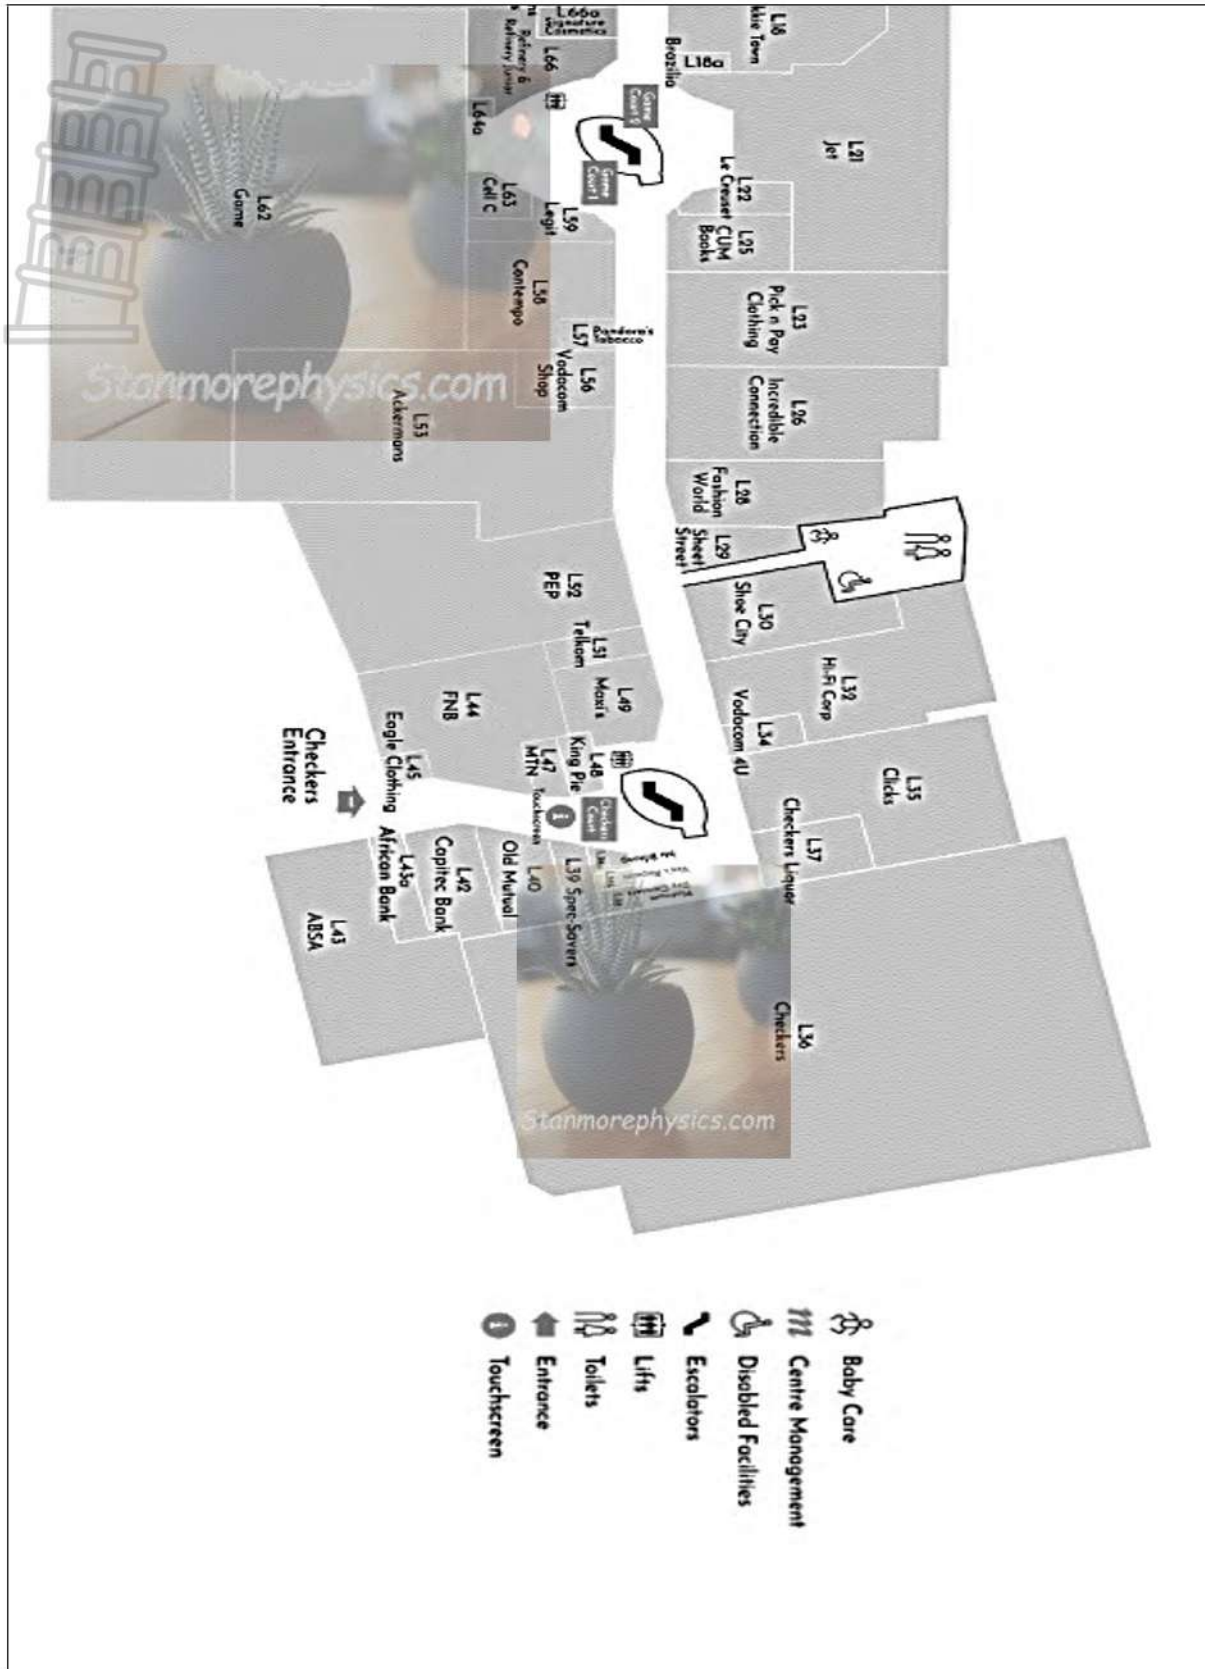 L66a
Signature
Cosmetics
L66
Refinery &
Refinery Junior
L64a
L63
Cell C
L62
Game
L59
Legit
L58
Contempo
L57
Pandora's
Tabacco
L56
Vodacom
Shop
L53
Ackermans
Stanmorephysics.com
Game
Court 2
Game
Court 1
L18
kkie Town
L18a
Brazilia
L21
Jet
L22
Le Creuset
L25
CUM
Books
L23
Pick n Pay
Clothing
L26
Incredible
Connection
L28
Fashion
World
L29
Sheet
Street
L30
Shoe City
L32
Hi-Fi Corp
L34
Vodacom 4U
L35
Clicks
L37
Checkers Liquor
L36
Checkers
L52
PEP
L51
Telkom
L49
Maxi's
L48
King Pie
L47
MTN
L44
FNB
L45
Eagle Clothing
Touchscreen
Checkers
Court
Checkers
Entrance
L39 Spec-Savers
L40
Old Mutual
L42
Capitec Bank
L43a
African Bank
L43
ABSA
Stanmorephysics.com
Baby Care
m Centre Management
Disabled Facilities
Escalators
Lifts
Toilets
Entrance
i Touchscreen